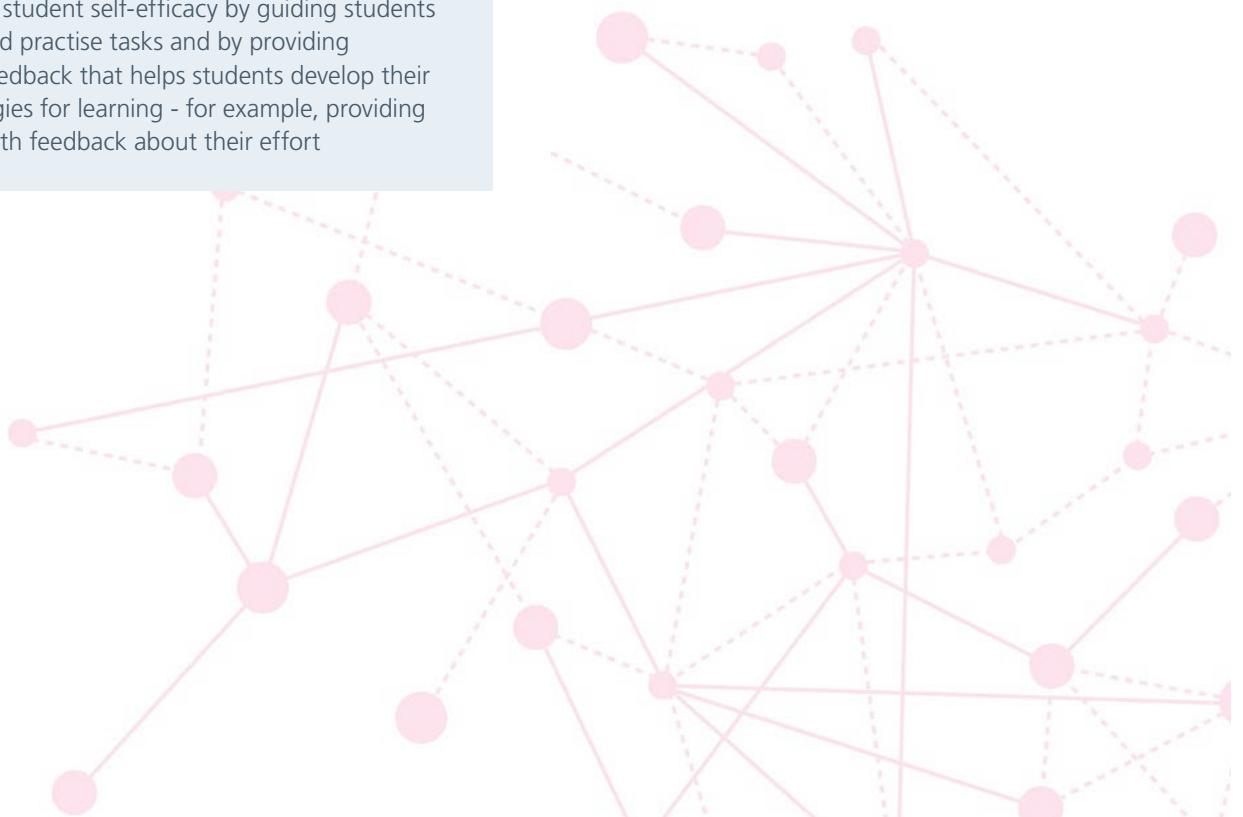 student self-efficacy by guiding students
d practise tasks and by providing
edback that helps students develop their
gies for learning - for example, providing
th feedback about their effort